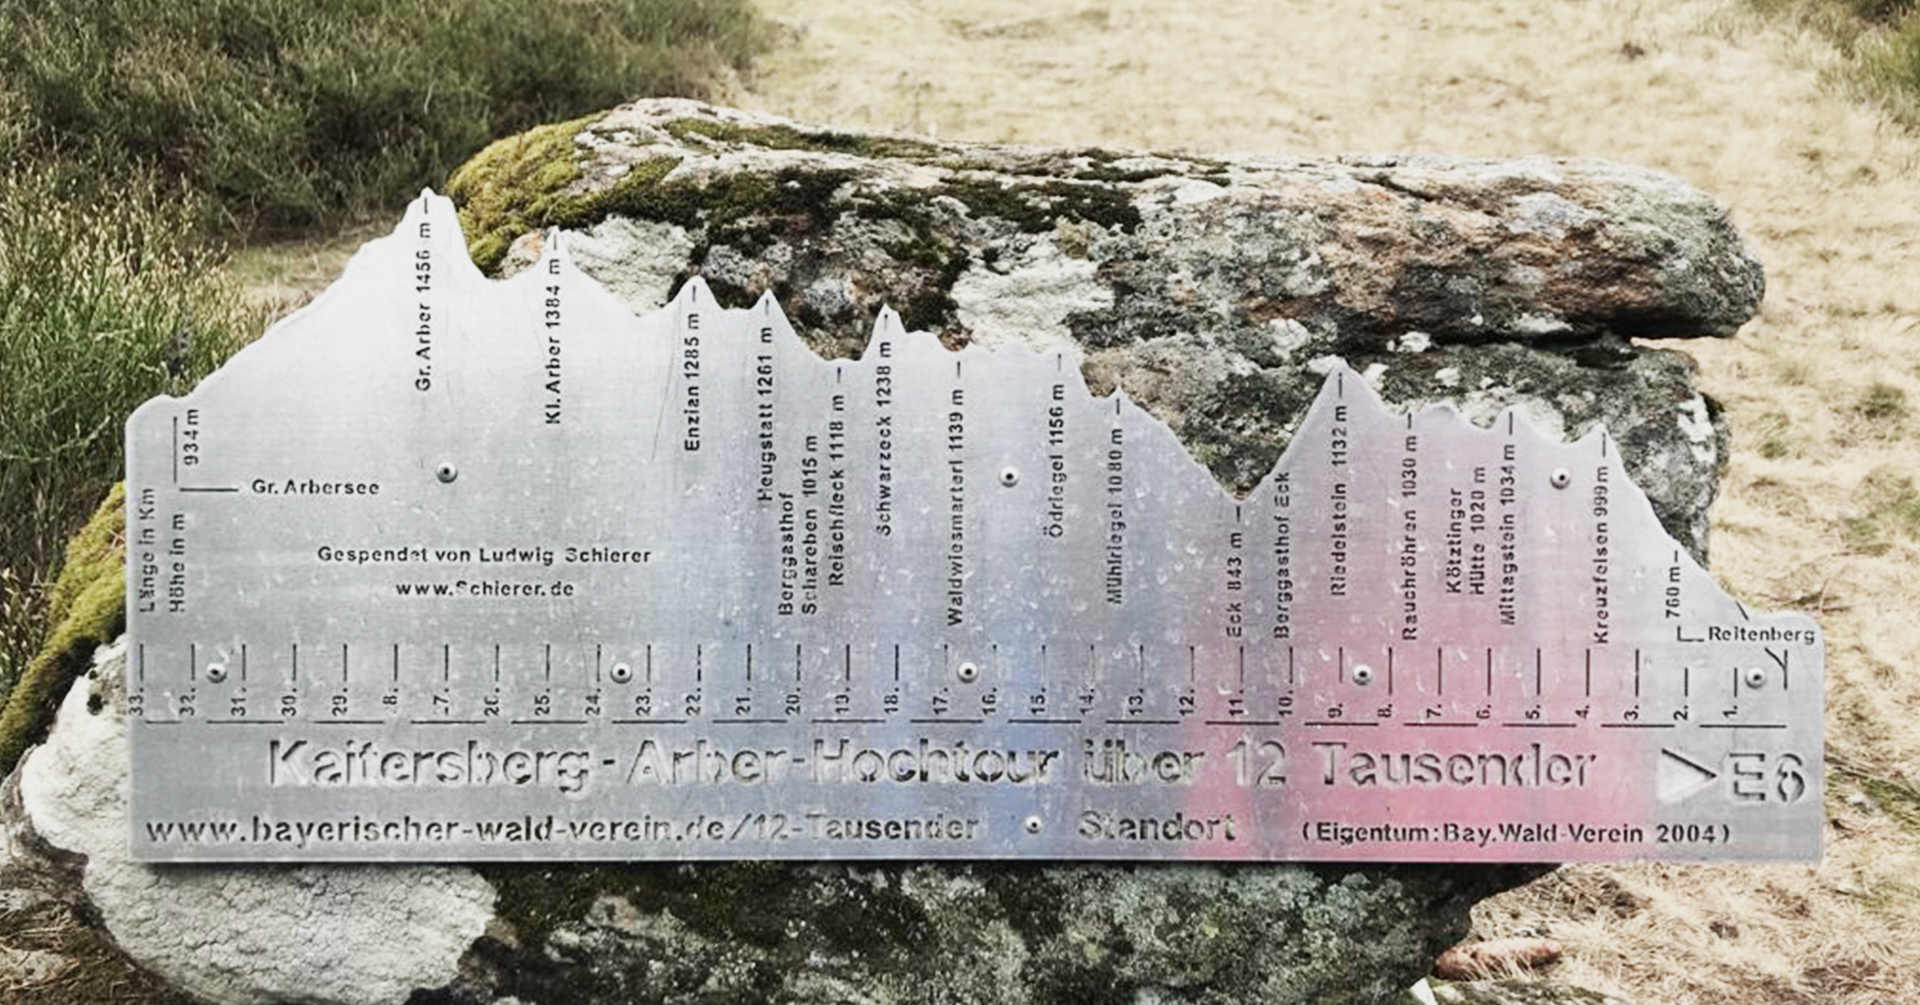 Gr. Arber 1456 m
Kl. Arber 1384 m
Enzian 1285 m
Heugstatt 1261 m
Berggasthof
Schareben 1015 m
Reischfleck 1118 m
Schwarzeck 1238 m
Waldwiesmarterl 1139 m
Ödriegel 1156 m
Mühlriegel 1080 m
Eck 843 m
Berggasthof Eck
Riedelstein 1132 m
Rauchröhren 1030 m
Kötztinger
Hütte 1020 m
Mittagstein 1034 m
Kreuzfelsen 999 m
760 m
Reitenberg
934 m
Gr. Arbersee
Länge in Km
Höhe in m
Gespendet von Ludwig Schierer
www.Schierer.de
33. 32. 31. 30. 29. 8. 27. 26. 25. 24. 23. 22. 21. 20. 19. 18. 17. 16. 15. 14. 13. 12. 11. 10. 9. 8. 7. 6. 5. 4. 3. 2. 1.
Kaitersberg-Arber-Hochtour über 12 Tausender > E6
www.bayerischer-wald-verein.de/12-Tausender Standort (Eigentum:Bay.Wald-Verein 2004)